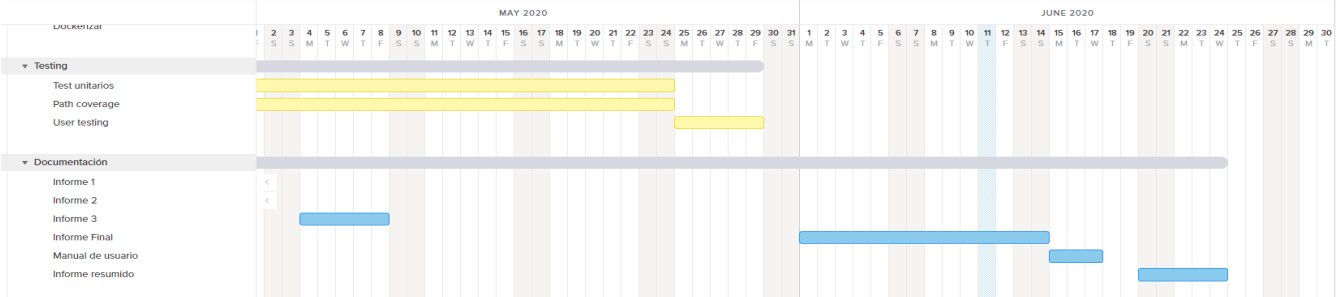 MAY 2020 JUNE 2020
Dockerizar 1 2 3 4 5 6 7 8 9 10 11 12 13 14 15 16 17 18 19 20 21 22 23 24 25 26 27 28 29 30 31 1 2 3 4 5 6 7 8 9 10 11 12 13 14 15 16 17 18 19 20 21 22 23 24 25 26 27 28 29 30
F S S M T W T F S S M T W T F S S M T W T F S S M T W T F S S M T W T F S S M T W T F S S M T W T F S S M T W T F S S M T
Testing
Test unitarios
Path coverage
User testing
Documentación
Informe 1
Informe 2
Informe 3
Informe Final
Manual de usuario
Informe resumido